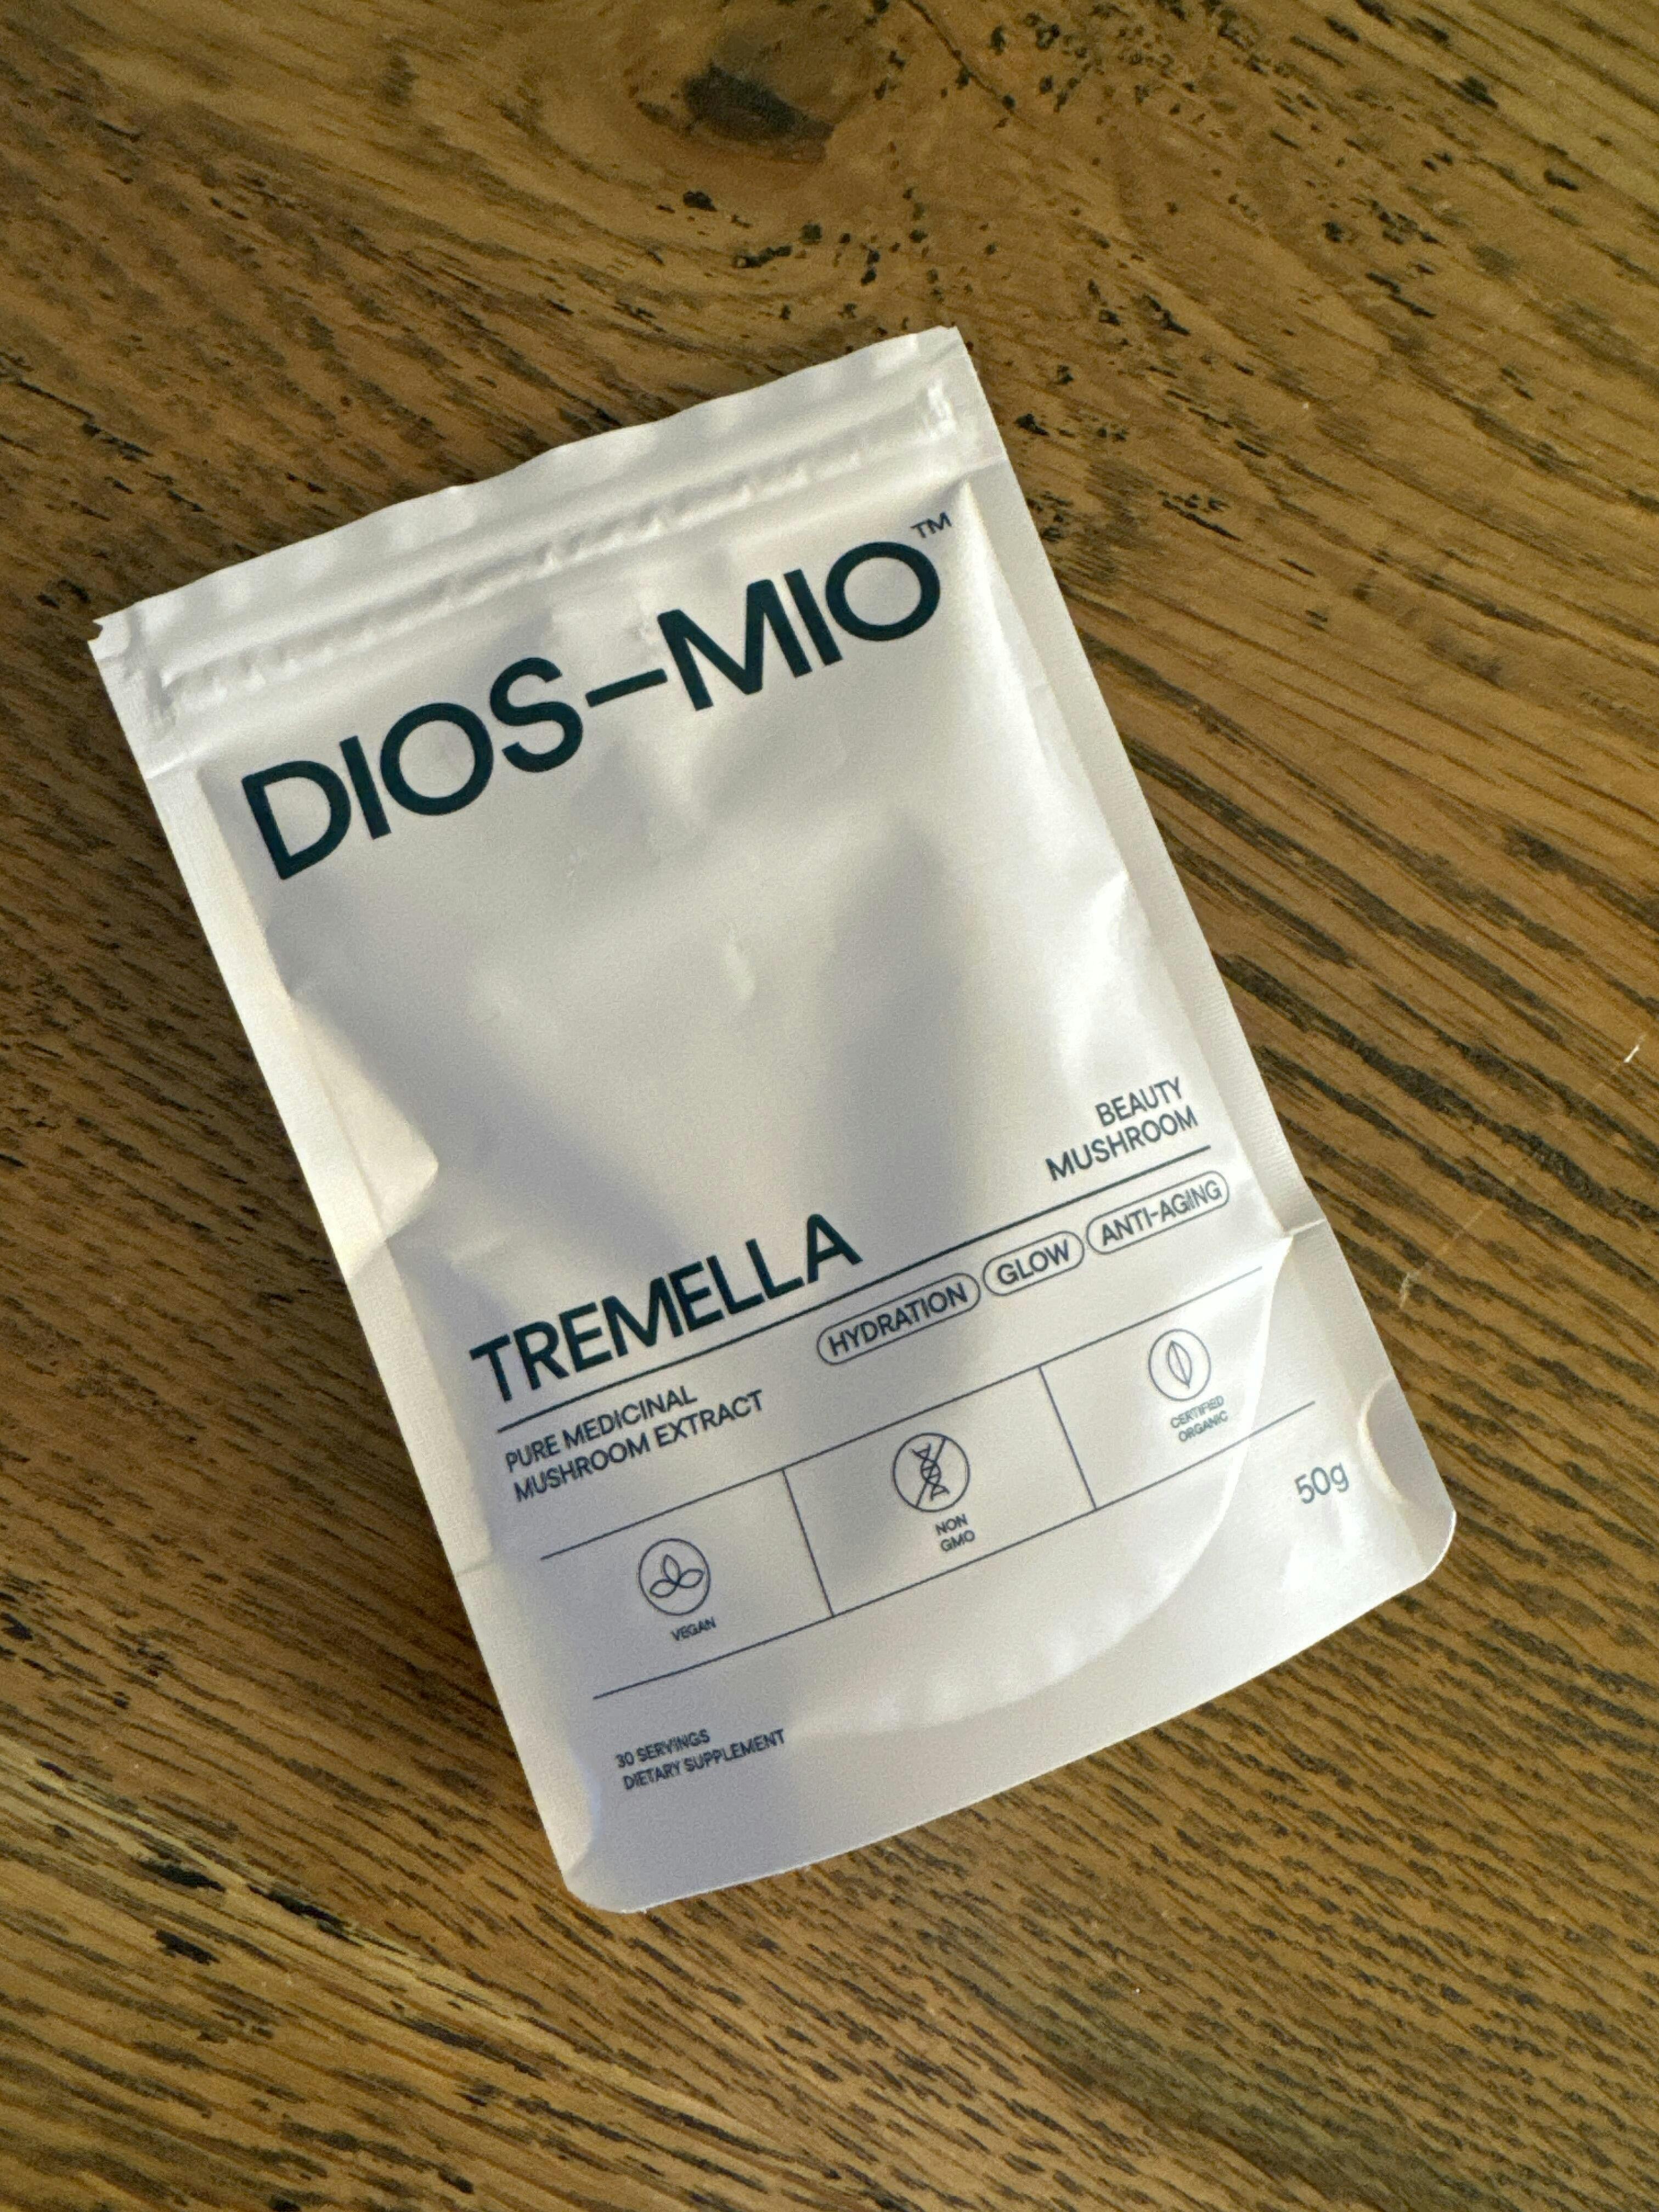 DIOS–MIO™
BEAUTY
MUSHROOM
TREMELLA
HYDRATION GLOW ANTI-AGING
PURE MEDICINAL
MUSHROOM EXTRACT
VEGAN
NON
GMO
CERTIFIED
ORGANIC
50g
30 SERVINGS
DIETARY SUPPLEMENT